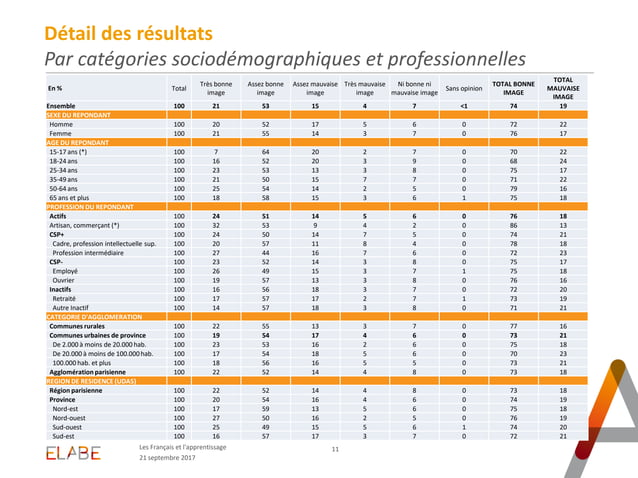 Détail des résultats
Par catégories sociodémographiques et professionnelles
En % Total Très bonne image Assez bonne image Assez mauvaise image Très mauvaise image Ni bonne ni mauvaise image Sans opinion TOTAL BONNE IMAGE TOTAL MAUVAISE IMAGE
Ensemble 100 21 53 15 4 7 <1 74 19
SEXE DU REPONDANT
Homme 100 20 52 17 5 6 0 72 22
Femme 100 21 55 14 3 7 0 76 17
AGE DU REPONDANT
15-17 ans (*) 100 7 64 20 2 7 0 70 22
18-24 ans 100 16 52 20 3 9 0 68 24
25-34 ans 100 23 53 13 3 8 0 75 17
35-49 ans 100 21 50 15 7 7 0 71 22
50-64 ans 100 25 54 14 2 5 0 79 16
65 ans et plus 100 18 58 15 3 6 1 75 18
PROFESSION DU REPONDANT
Actifs 100 24 51 14 5 6 0 76 18
Artisan, commerçant (*) 100 32 53 9 4 2 0 86 13
CSP+ 100 24 50 14 7 5 0 74 21
Cadre, profession intellectuelle sup. 100 20 57 11 8 4 0 78 18
Profession intermédiaire 100 27 44 16 7 6 0 72 23
CSP- 100 23 52 14 3 8 0 75 17
Employé 100 26 49 15 3 7 1 75 18
Ouvrier 100 19 57 13 3 8 0 76 16
Inactifs 100 16 56 18 3 7 0 72 20
Retraité 100 17 57 17 2 7 1 73 19
Autre Inactif 100 14 57 18 3 8 0 71 21
CATEGORIE D'AGGLOMERATION
Communes rurales 100 22 55 13 3 7 0 77 16
Communes urbaines de province 100 19 54 17 4 6 0 73 21
De 2.000 à moins de 20.000 hab. 100 23 53 16 2 6 0 75 18
De 20.000 à moins de 100.000 hab. 100 17 54 18 5 6 0 70 23
100.000 hab. et plus 100 18 56 16 5 5 0 73 21
Agglomération parisienne 100 22 52 14 4 8 0 73 18
REGION DE RESIDENCE (UDA5)
Région parisienne 100 22 52 14 4 8 0 73 18
Province 100 20 54 16 4 6 0 74 19
Nord-est 100 17 59 13 5 6 0 75 18
Nord-ouest 100 27 50 16 2 5 0 76 19
Sud-ouest 100 25 49 15 5 6 1 74 20
Sud-est 100 16 57 17 3 7 0 72 21
ELABE
Les Français et l'apprentissage
21 septembre 2017
11